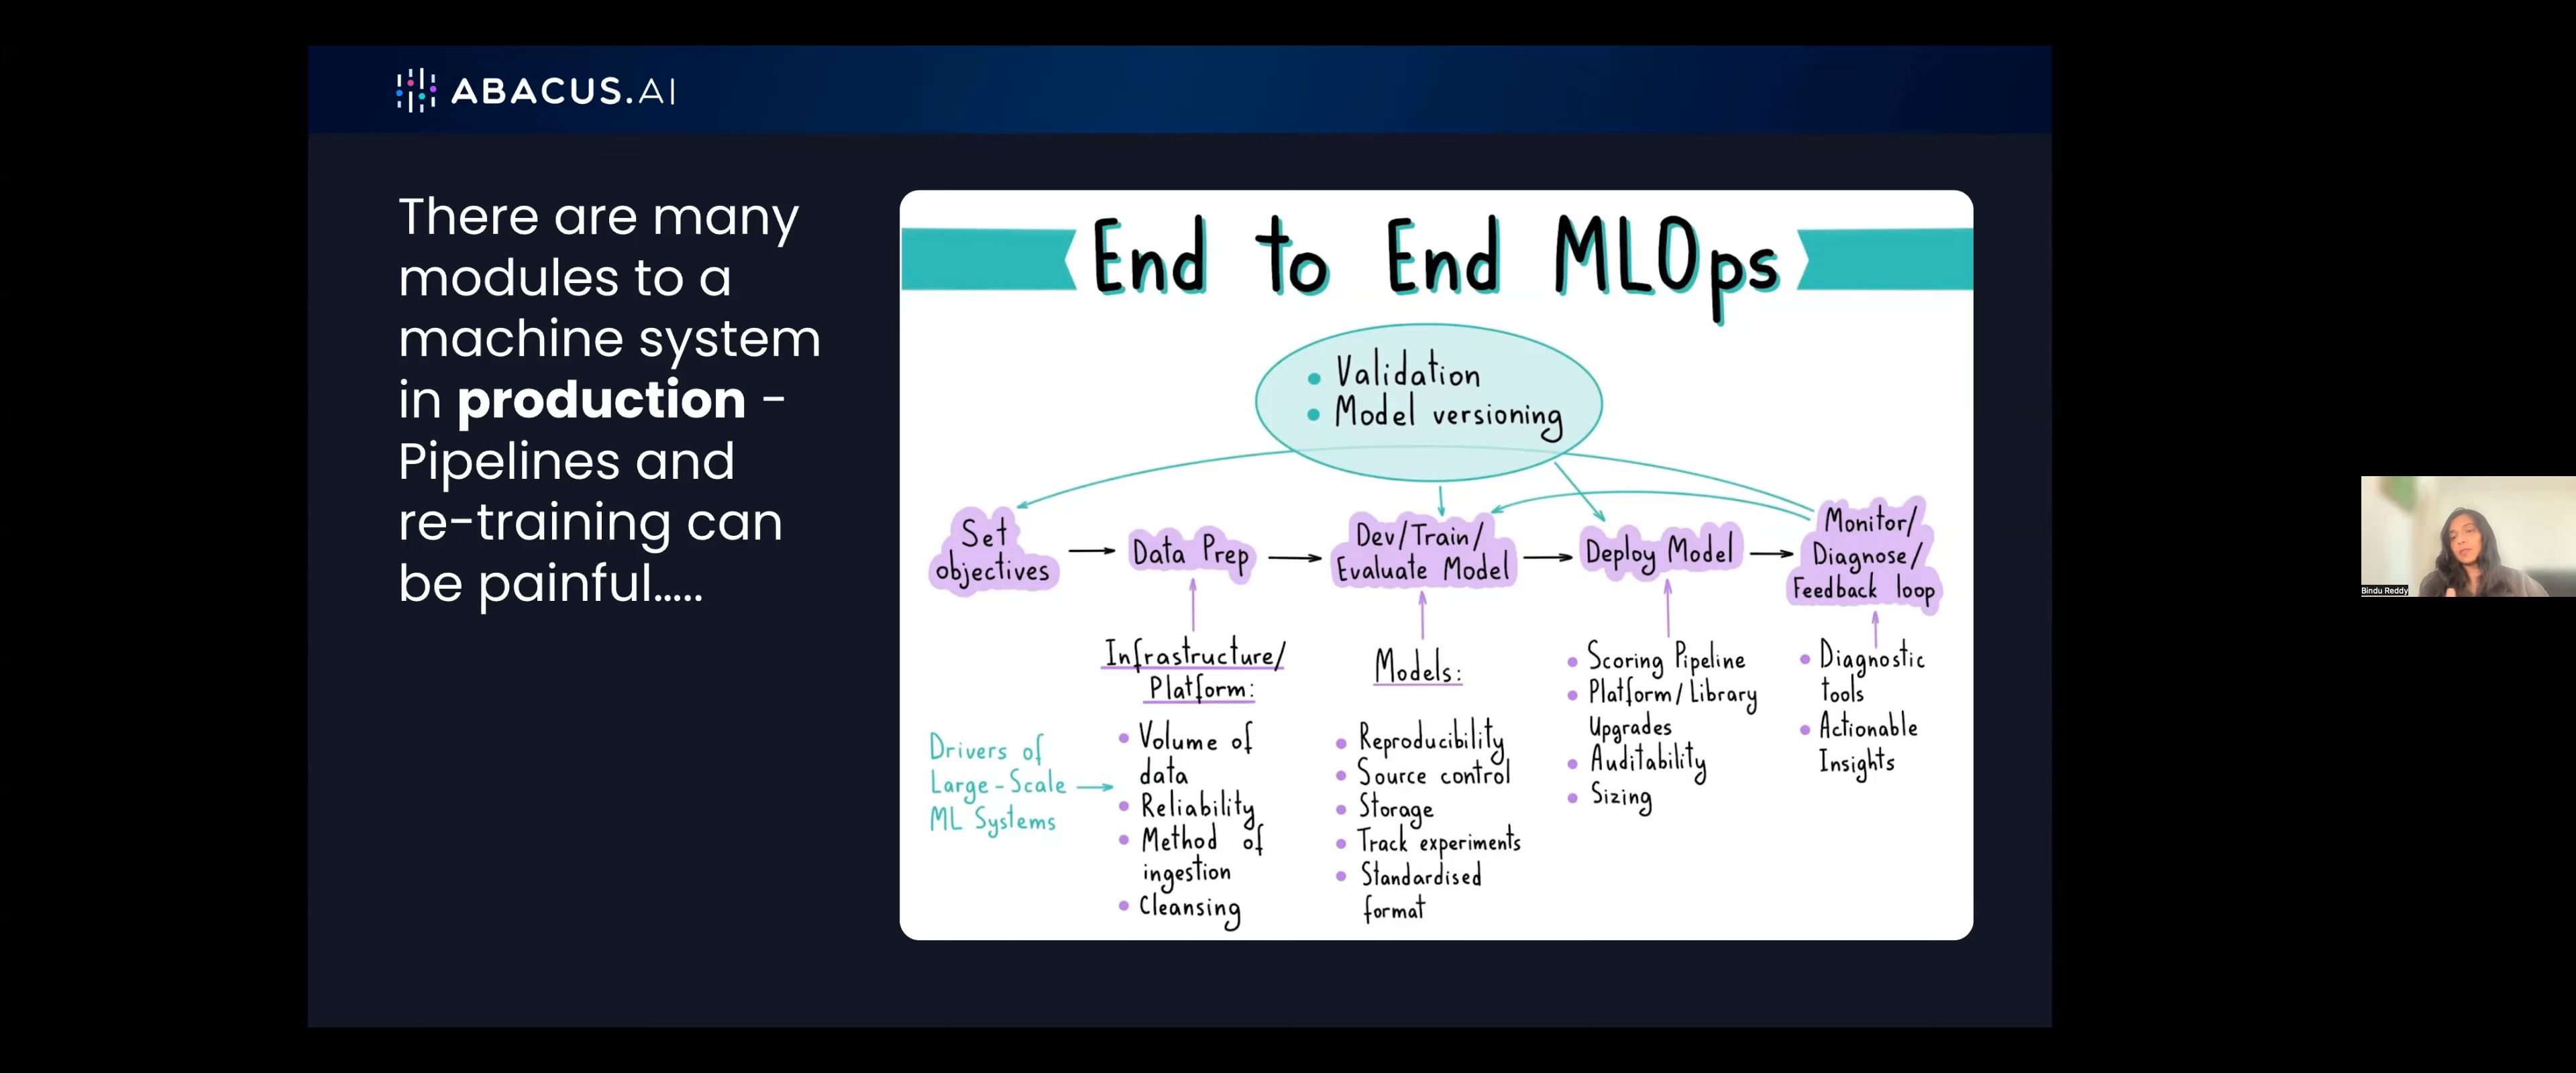 ABACUS.AI
There are many
modules to a
machine system
in production -
Pipelines and
re-training can
be painful.....
End to End MLOps
Validation
Model versioning
Set
objectives
Data Prep
Dev/Train/
Evaluate Model
Deploy Model
Monitor/
Diagnose/
Feedback loop
Drivers of
Large-Scale
ML Systems
Infrastructure/
Platform:
Volume of
data
Reliability
Method of
ingestion
Cleansing
Models:
Reproducibility
Source control
Storage
Track experiments
Standardised
format
Scoring Pipeline
Platform/Library
Upgrades
Auditability
Sizing
Diagnostic
tools
Actionable
Insights
Bindu Reddy